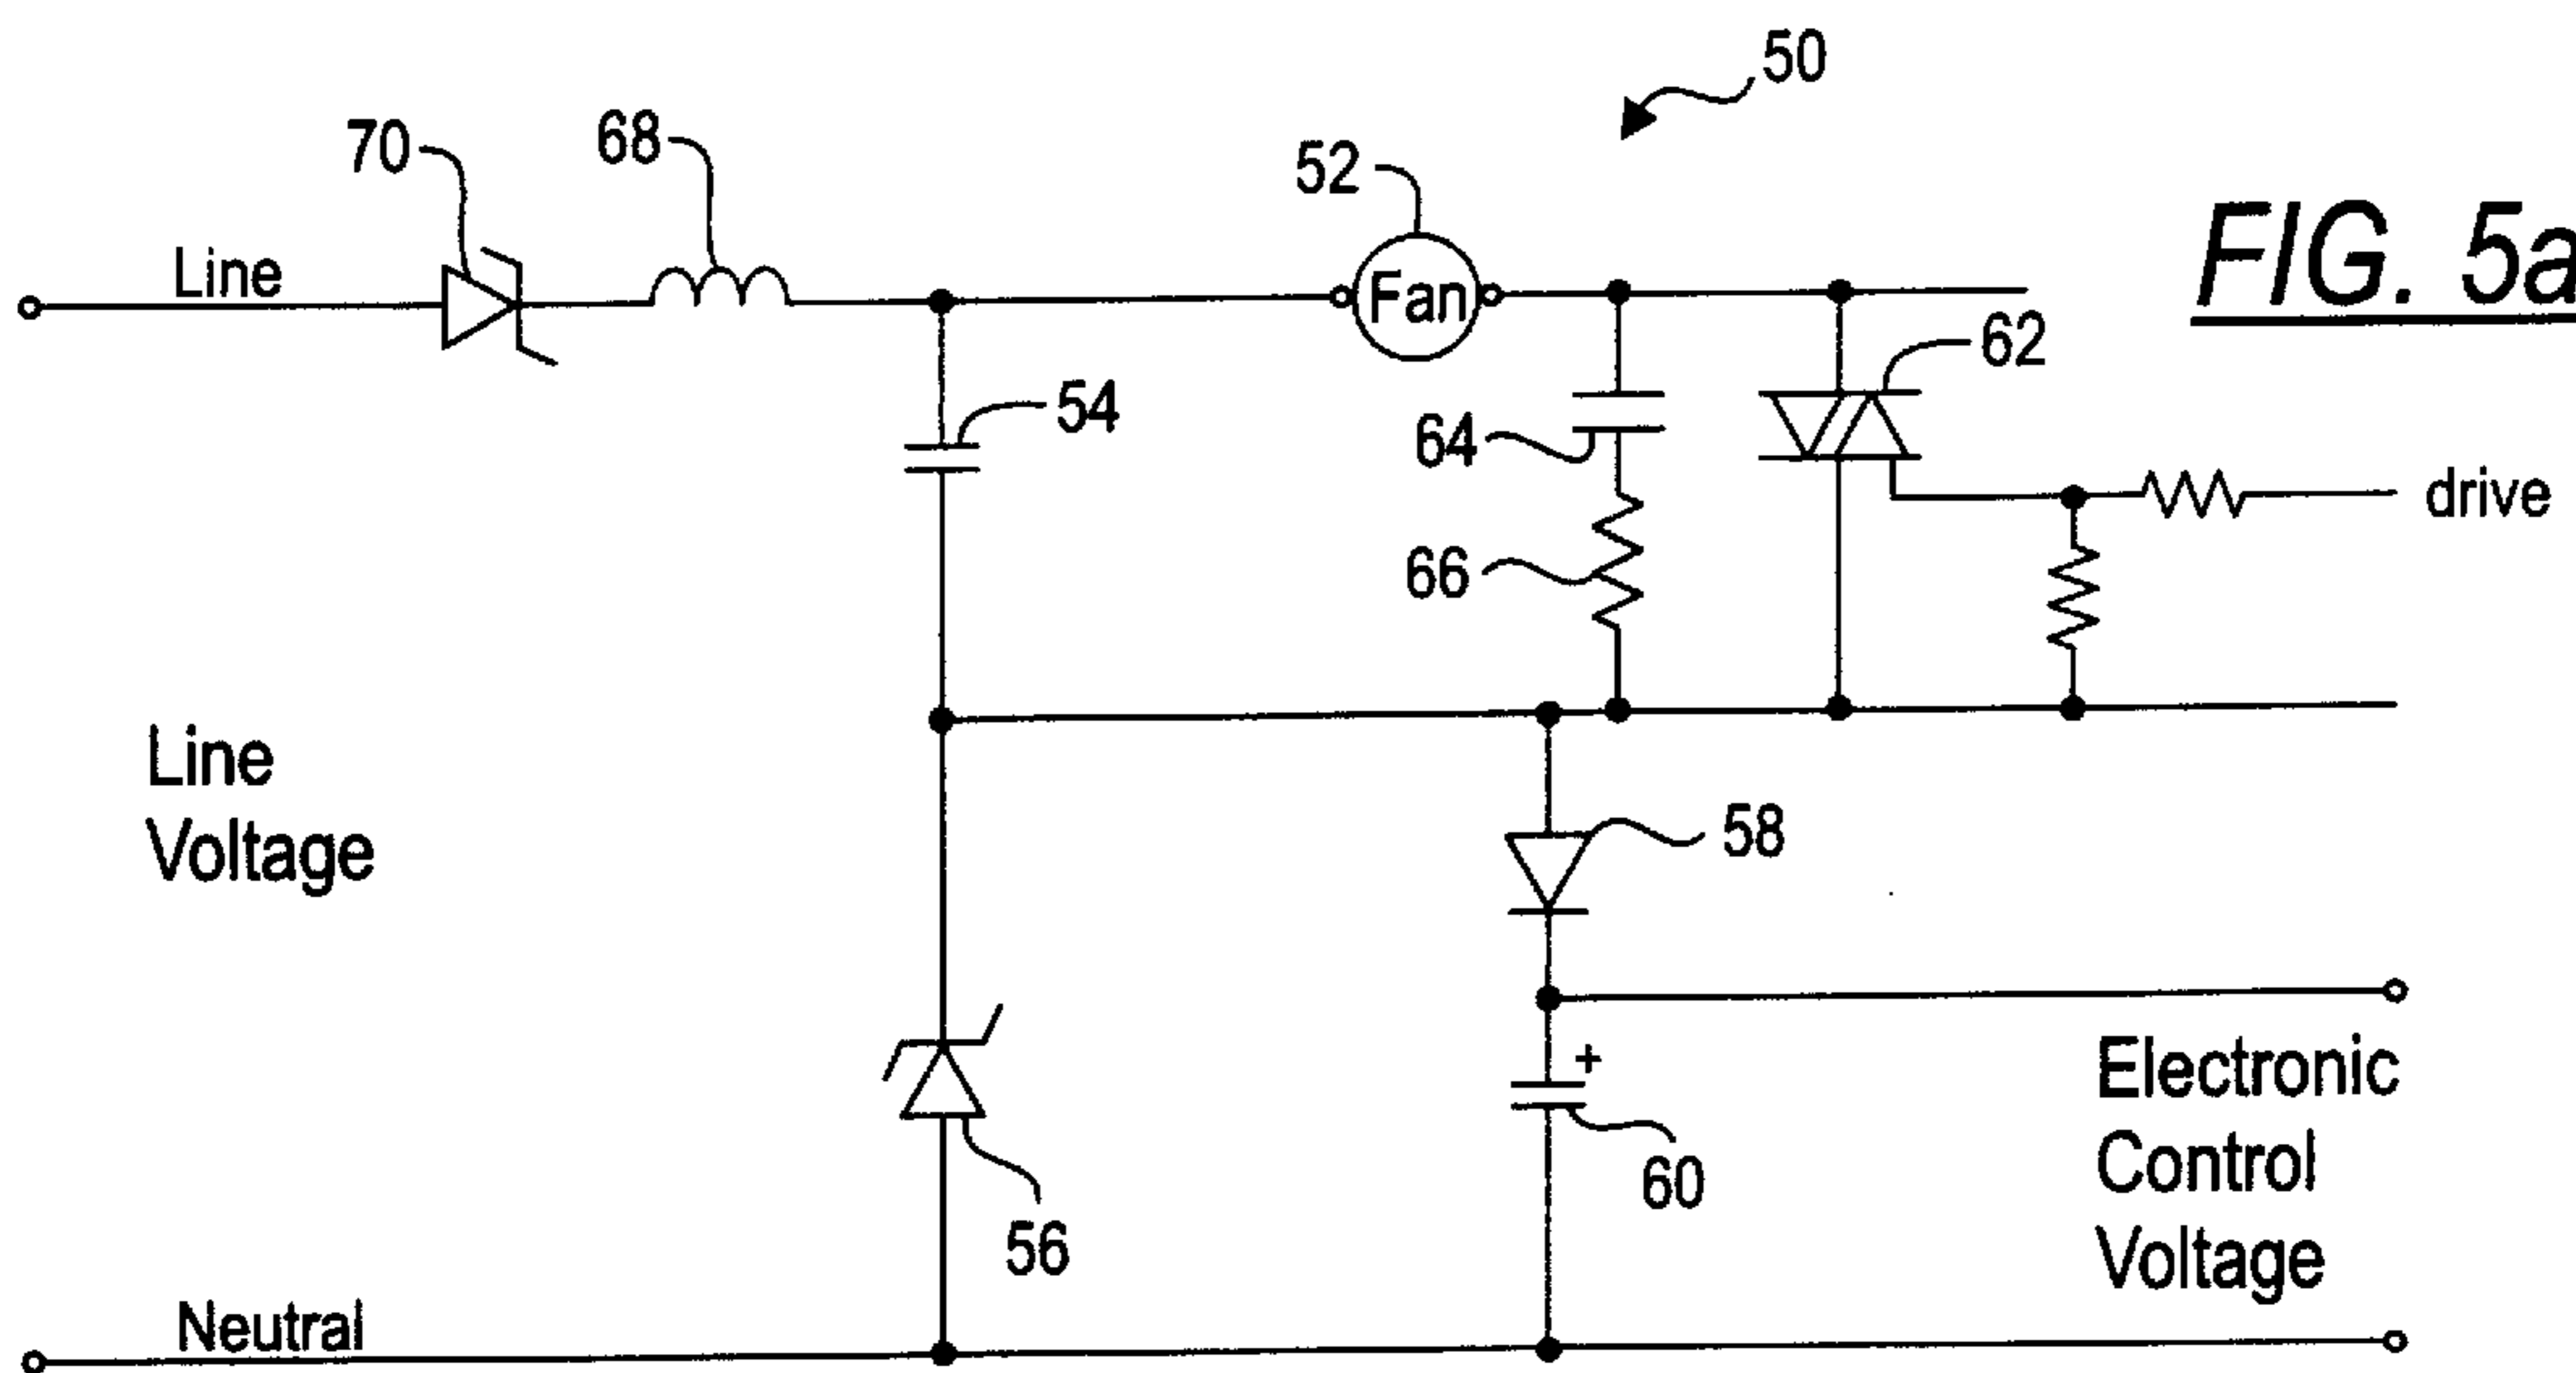 50
70
68
52
FIG. 5a
Line
Fan
62
54
64
drive
66
Line
Voltage
58
+
Electronic
Control
Voltage
60
56
Neutral